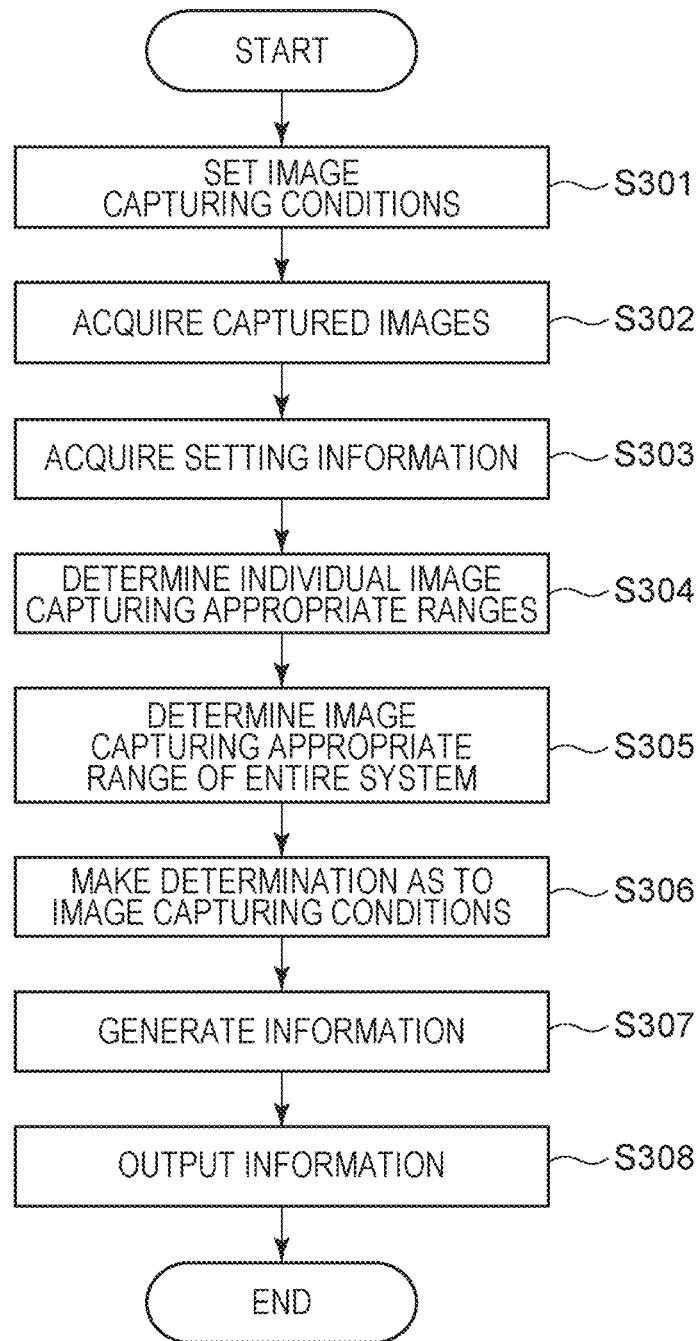 START
SET IMAGE
CAPTURING CONDITIONS
S301
ACQUIRE CAPTURED IMAGES
S302
ACQUIRE SETTING INFORMATION
S303
DETERMINE INDIVIDUAL IMAGE
CAPTURING APPROPRIATE RANGES
S304
DETERMINE IMAGE
CAPTURING APPROPRIATE
RANGE OF ENTIRE SYSTEM
S305
MAKE DETERMINATION AS TO
IMAGE CAPTURING CONDITIONS
S306
GENERATE INFORMATION
S307
OUTPUT INFORMATION
S308
END